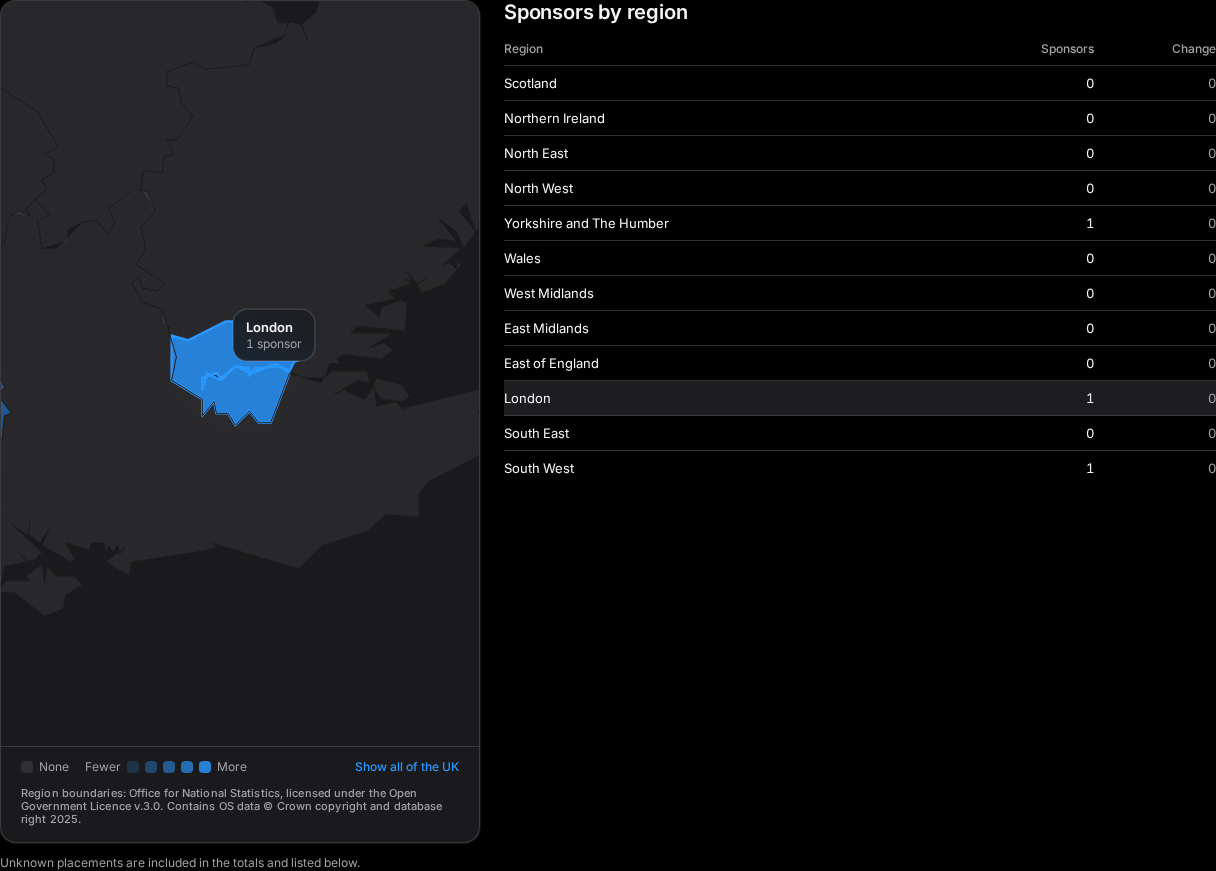 Sponsors by region
Region Sponsors Change
Scotland 0 0
Northern Ireland 0 0
North East 0 0
North West 0 0
Yorkshire and The Humber 1 0
Wales 0 0
West Midlands 0 0
East Midlands 0 0
East of England 0 0
London 1 0
South East 0 0
South West 1 0
London
1 sponsor
None Fewer More Show all of the UK
Region boundaries: Office for National Statistics, licensed under the Open
Government Licence v.3.0. Contains OS data © Crown copyright and database
right 2025.
Unknown placements are included in the totals and listed below.